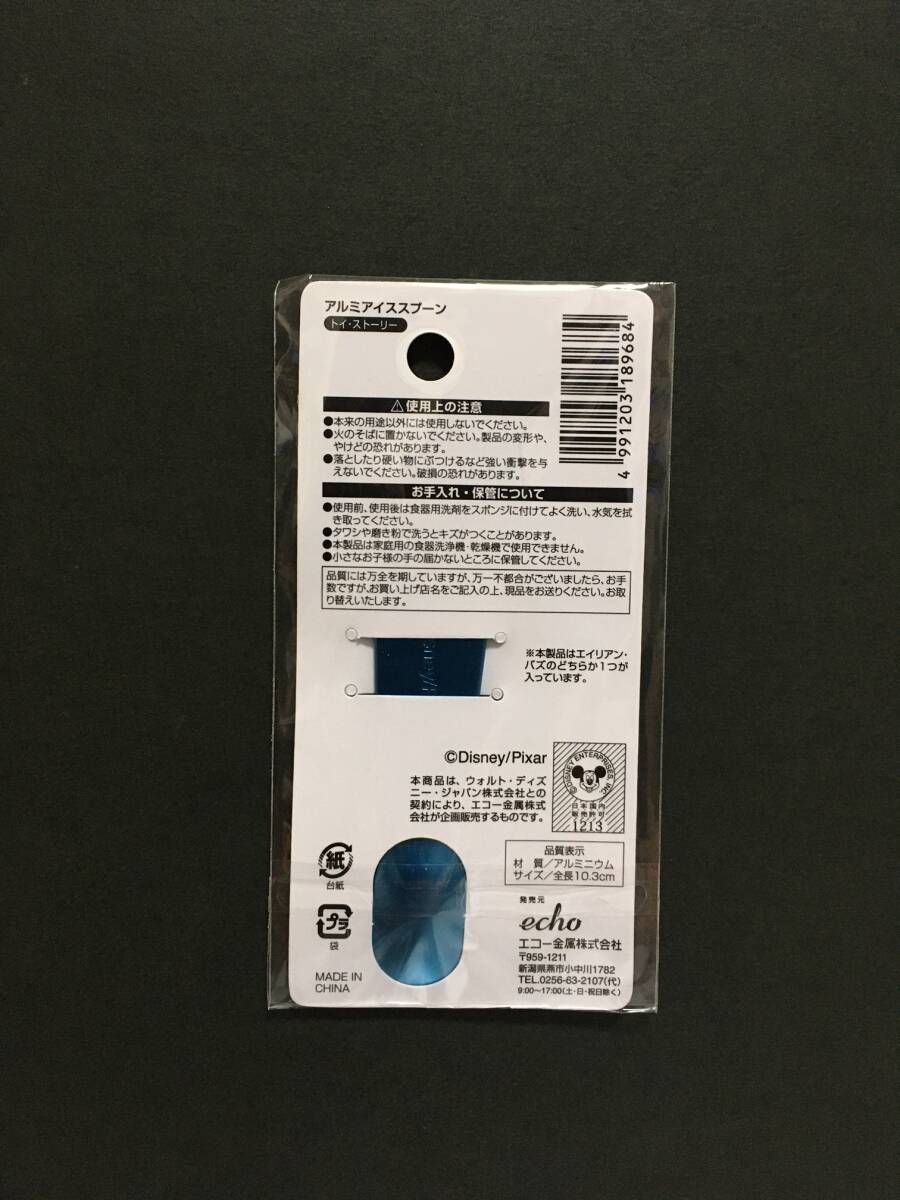 アルミアイススプーン
トイ・ストーリー
4 991203 189684
⚠使用上の注意
●本来の用途以外には使用しないでください。
●火のそばに置かないでください。製品の変形や、
やけどの恐れがあります。
●落としたり硬い物にぶつけるなど強い衝撃を与
えないでください。破損の恐れがあります。
お手入れ・保管について
●使用前、使用後は食器用洗剤をスポンジに付けてよく洗い、水気を拭
き取ってください。
●タワシや磨き粉で洗うとキズがつくことがあります。
●本製品は家庭用の食器洗浄機・乾燥機で使用できません。
●小さなお子様の手の届かないところに保管してください。
品質には万全を期していますが、万一不都合がございましたら、お手
数ですが、お買い上げ店名をご記入の上、現品をお送りください。お取
り替えいたします。
※本製品はエイリアン・
バズのどちらか1つが
入っています。
©Disney/Pixar
本商品は、ウォルト・ディズ
ニー・ジャパン株式会社との
契約により、エコー金属株式
会社が企画販売するものです。
©DISNEY ENTERPRISES, INC.
日本国内
販売許可
1213
品質表示
材 質/アルミニウム
サイズ/全長10.3cm
紙
台紙
プラ
袋
MADE IN
CHINA
発売元
echo
エコー金属株式会社
〒959-1211
新潟県燕市小中川1782
TEL.0256-63-2107(代)
9:00~17:00(土・日・祝日除く)